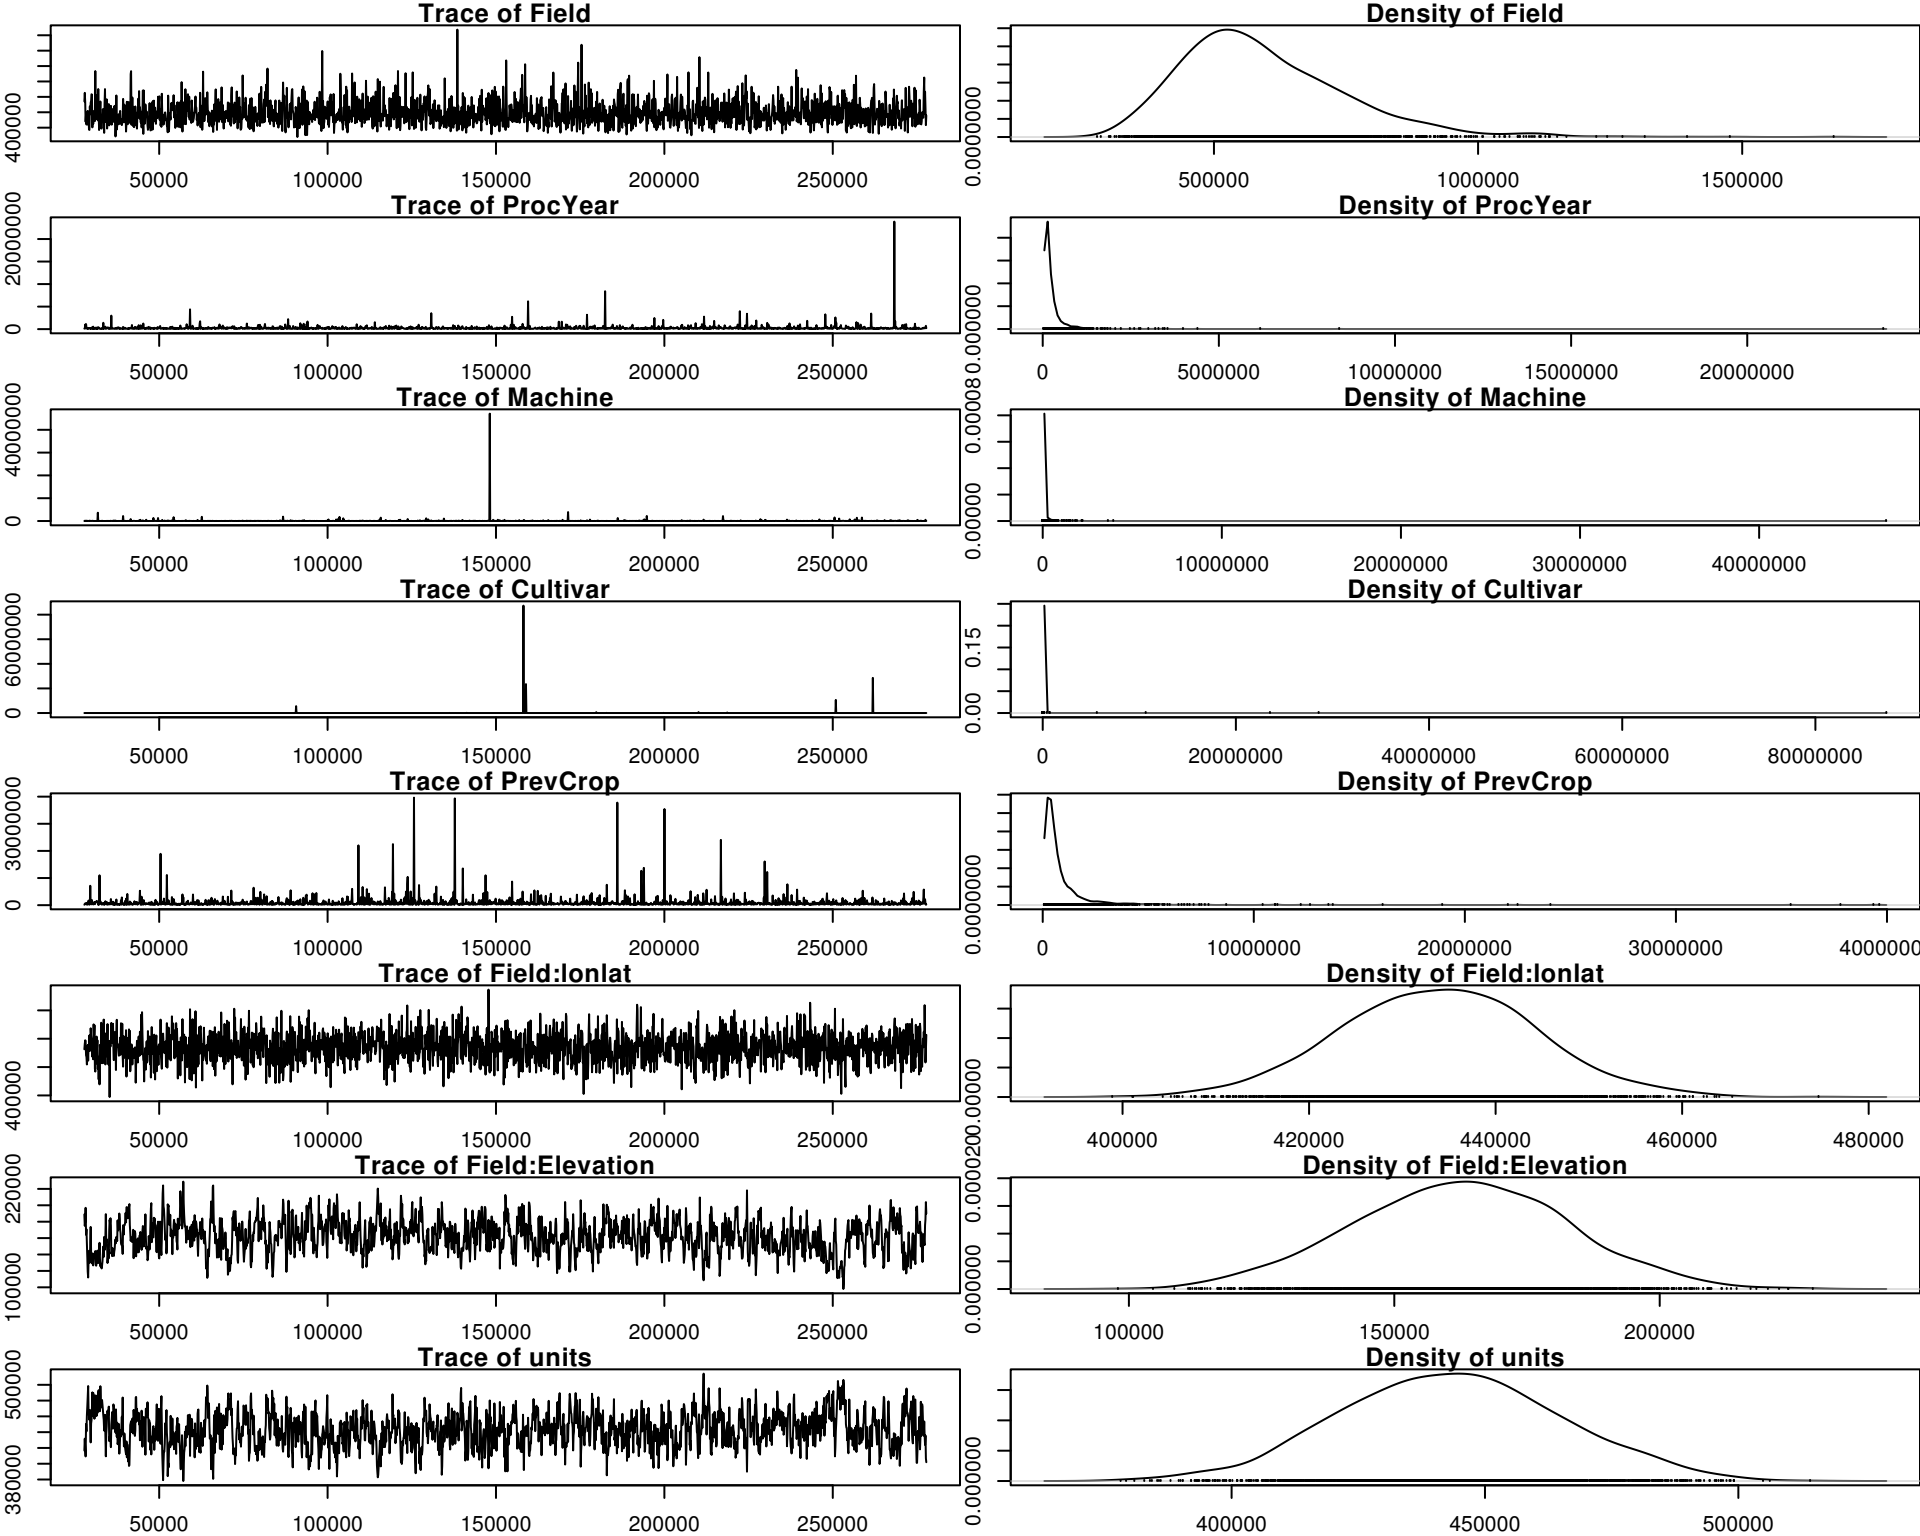 Trace of Field
Density of Field
400000
50000 100000 150000 200000 250000
0.0000000
500000 1000000 1500000
Trace of ProcYear
Density of ProcYear
0 20000000
50000 100000 150000 200000 250000
0.0000000
0 5000000 10000000 15000000 20000000
Trace of Machine
Density of Machine
0 40000000
50000 100000 150000 200000 250000
0.00000 0.00008
0 10000000 20000000 30000000 40000000
Trace of Cultivar
Density of Cultivar
0 60000000
50000 100000 150000 200000 250000
0.00 0.15
0 20000000 40000000 60000000 80000000
Trace of PrevCrop
Density of PrevCrop
0 30000000
50000 100000 150000 200000 250000
0.0000000
0 10000000 20000000 30000000 40000000
Trace of Field:lonlat
Density of Field:lonlat
400000
50000 100000 150000 200000 250000
400000 420000 440000 460000 480000
Trace of Field:Elevation
Density of Field:Elevation
100000 220000
50000 100000 150000 200000 250000
0.0000000
100000 150000 200000
Trace of units
Density of units
380000 500000
50000 100000 150000 200000 250000
0.0000000
400000 450000 500000